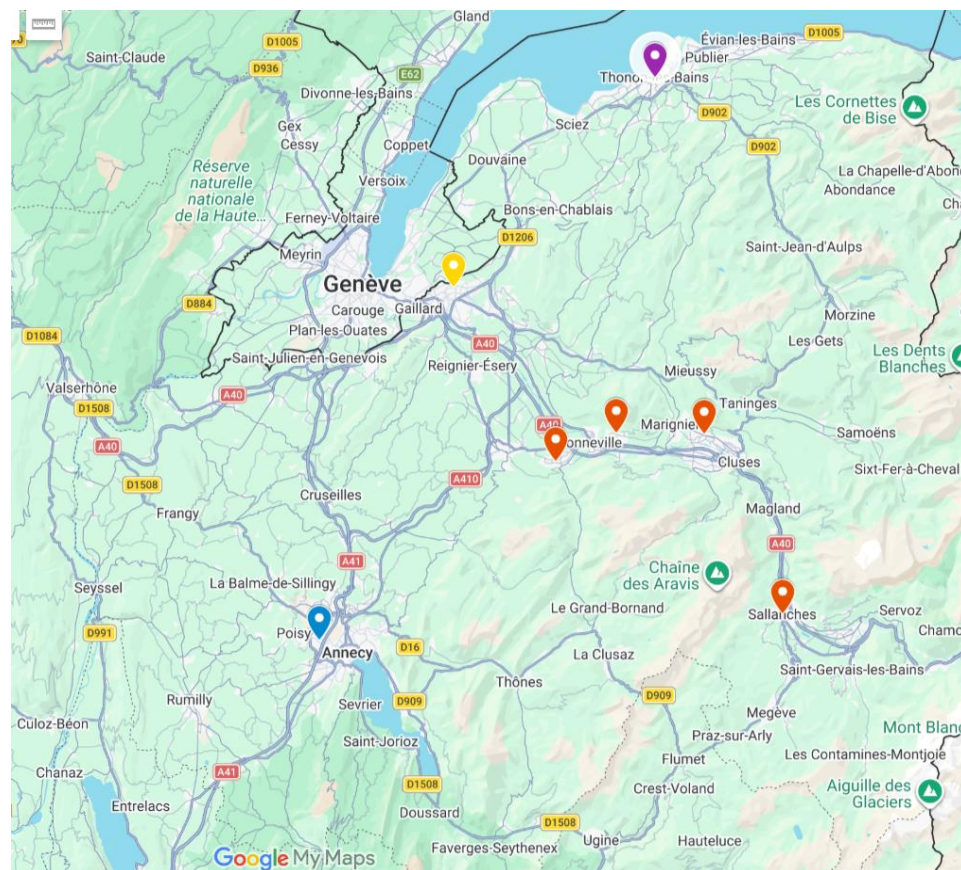 Gland
D1005
Évian-les-Bains
D1005
Saint-Claude
Publier
D936
E62
Thonon-les-Bains
Divonne-les-Bains
Les Cornettes
de Bise
D902
Gex
Sciez
Cessy
Coppet
D902
Douvaine
Réserve
naturelle
nationale
de la Haute...
Versoix
La Chapelle-d'Abon
Abondance
Bons-en-Chablais
Ferney-Voltaire
D1206
Meyrin
Saint-Jean-d'Aulps
Genève
D884
Carouge
Gaillard
Morzine
Plan-les-Ouates
D1084
Les Gets
A40
Saint-Julien-en-Genevois
Les Dents
Blanches
Reignier-Ésery
Mieussy
Valserhône
A40
D1508
Taninges
A40
Marignier
Samoëns
A40
Bonneville
Cluses
Sixt-Fer-à-Cheval
A410
D1508
Cruseilles
Magland
Frangy
A40
A41
Chaîne
des Aravis
La Balme-de-Sillingy
Seyssel
Le Grand-Bornand
Sallanches
Servoz
D991
Poisy
Chamo
Annecy
D16
La Clusaz
Saint-Gervais-les-Bains
Thônes
Rumilly
Sevrier
D909
D909
Megève
Culoz-Béon
Mont Blanc
Saint-Jorioz
Praz-sur-Arly
Les Contamines-Montjoie
Flumet
Chanaz
A41
D1508
Crest-Voland
Aiguille des
Glaciers
Entrelacs
Doussard
D1508
Ugine
Hauteluce
Faverges-Seythenex
Google My Maps